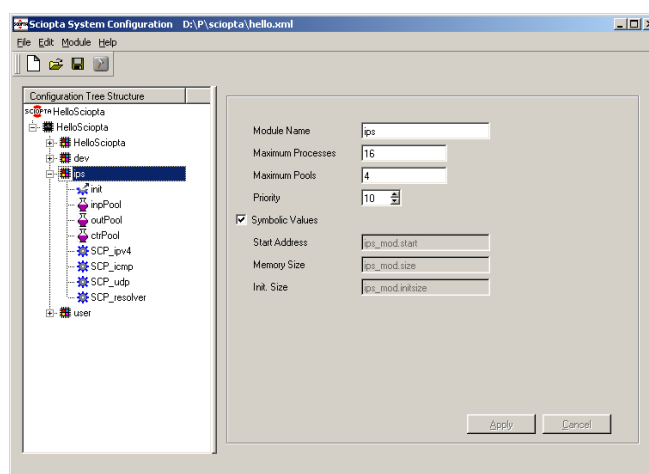 Sciopta System Configuration D:\P\sciopta\hello.xml
File Edit Module Help
Configuration Tree Structure
SCIOPTA HelloSciopta
HelloSciopta
HelloSciopta
dev
ips
init
inpPool
outPool
ctrPool
SCP_ipv4
SCP_icmp
SCP_udp
SCP_resolver
user
Module Name ips
Maximum Processes 16
Maximum Pools 4
Priority 10
Symbolic Values
Start Address ips_mod.start
Memory Size ips_mod.size
Init. Size ips_mod.initsize
Apply Cancel